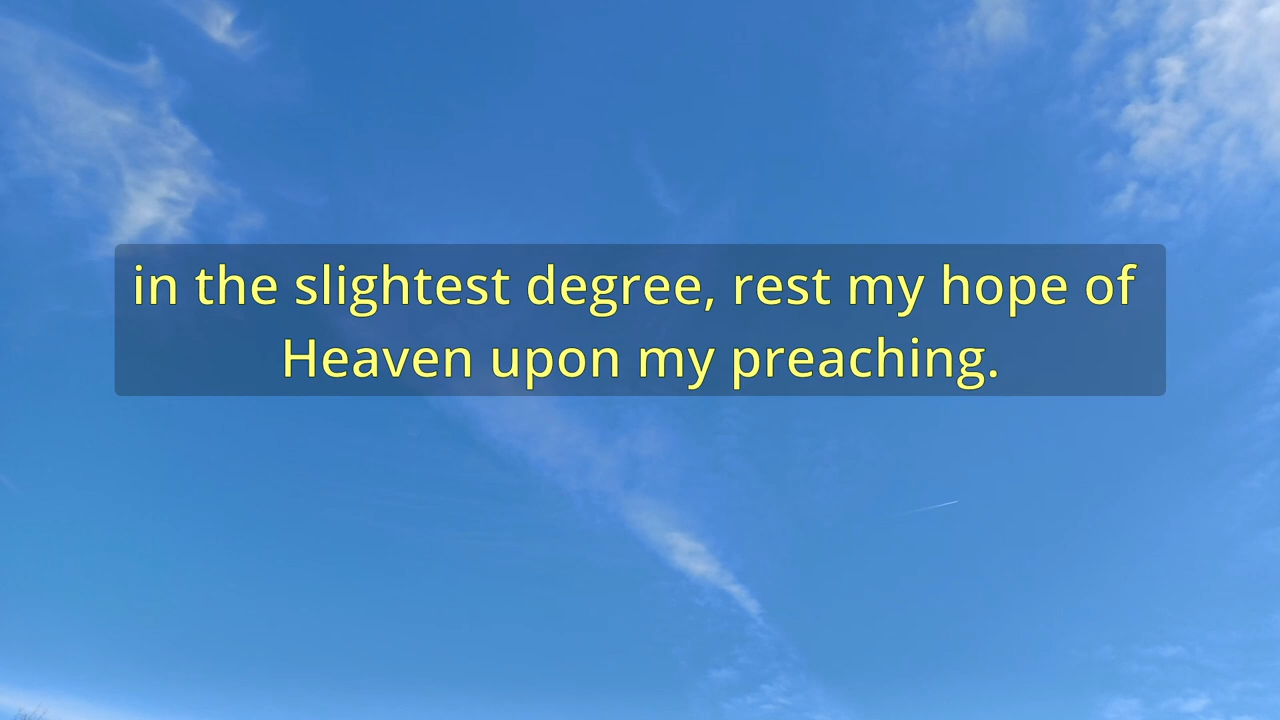 in the slightest degree, rest my hope of
Heaven upon my preaching.